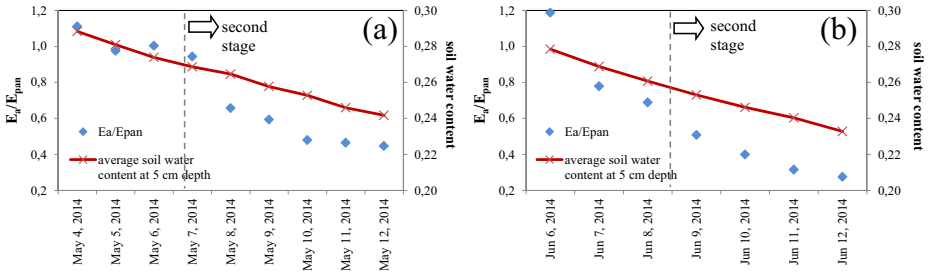 (a)
second
stage
Ea/Epan
1,2
1,0
0,8
0,6
0,4
0,2
0,30
0,28
0,26
0,24
0,22
0,20
soil water content
Ea/Epan
average soil water
content at 5 cm depth
May 4, 2014
May 5, 2014
May 6, 2014
May 7, 2014
May 8, 2014
May 9, 2014
May 10, 2014
May 11, 2014
May 12, 2014
(b)
second
stage
Ea/Epan
1,2
1,0
0,8
0,6
0,4
0,2
0,30
0,28
0,26
0,24
0,22
0,20
soil water content
Ea/Epan
average soil water
content at 5 cm depth
Jun 6, 2014
Jun 7, 2014
Jun 8, 2014
Jun 9, 2014
Jun 10, 2014
Jun 11, 2014
Jun 12, 2014